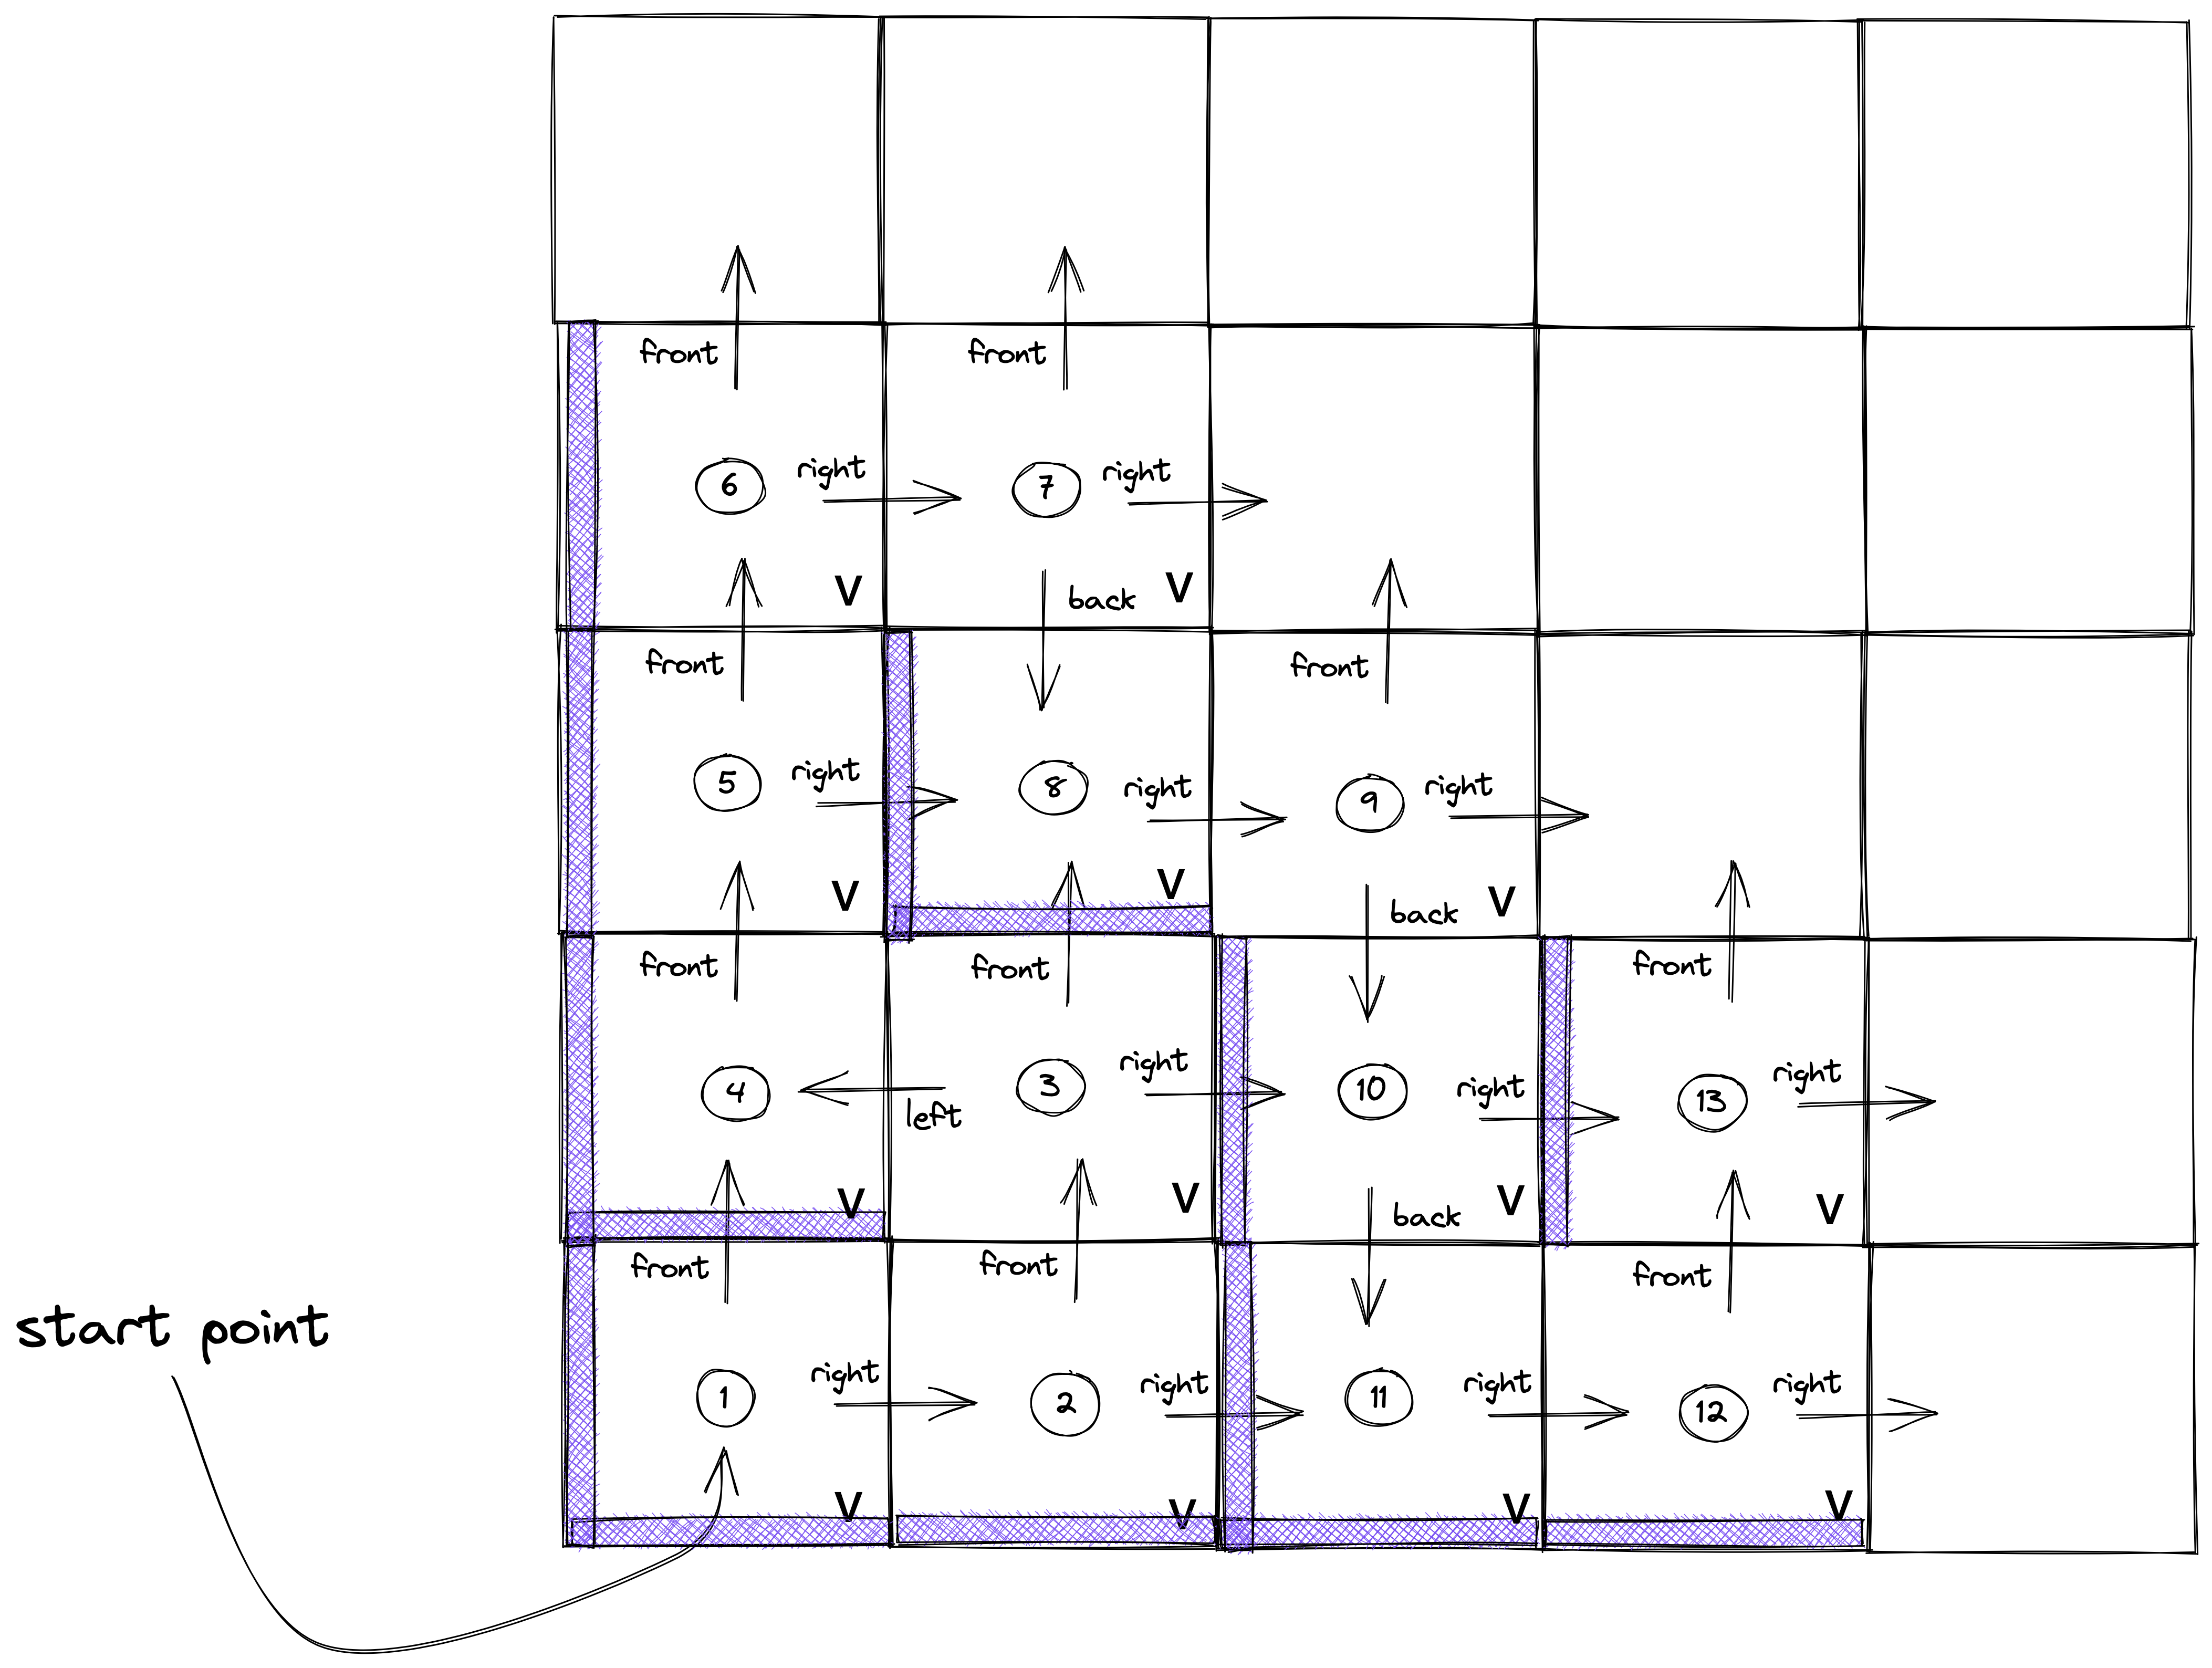 front
front
6
right
7
right
V
back
V
front
front
5
right
8
right
9
right
V
V
back
V
front
front
front
4
left
3
right
10
right
13
right
V
V
back
V
V
front
front
front
start point
1
right
2
right
11
right
12
right
V
V
V
V